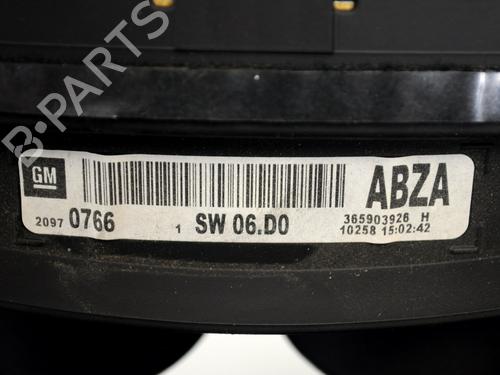 B-PARTS
GM
ABZA
2097 0766 1 SW 06.D0
365903926 H
10258 15:02:42